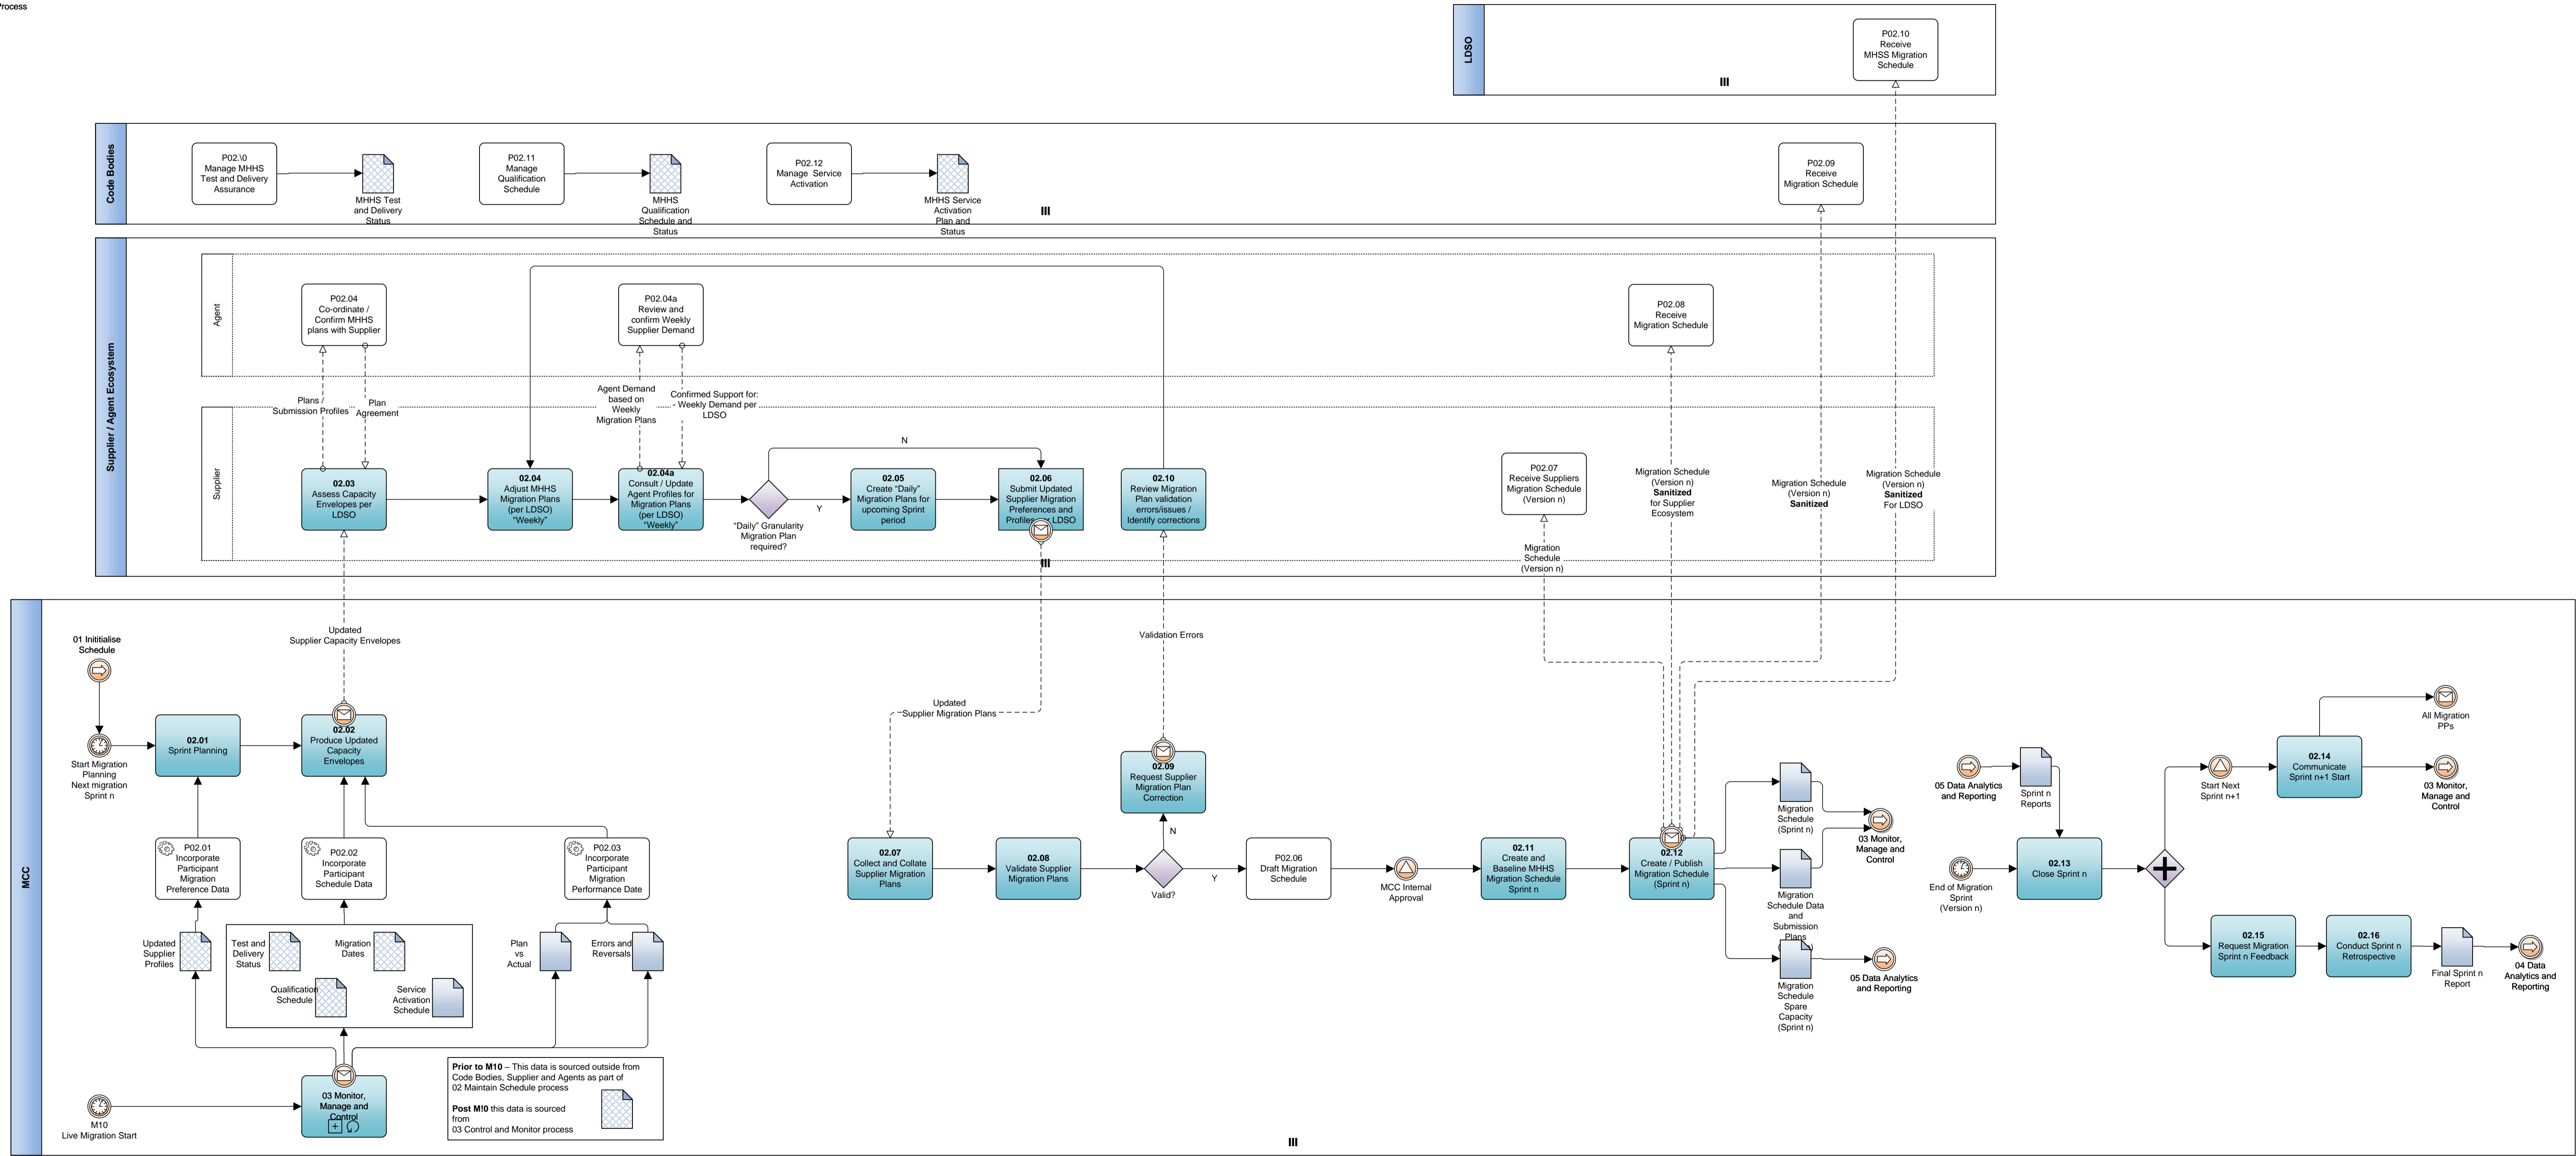 Process
LDSO
P02.10
Receive
MHSS Migration
Schedule
Code Bodies
P02.\0
Manage MHHS
Test and Delivery
Assurance
MHHS Test
and Delivery
Status
P02.11
Manage
Qualification
Schedule
MHHS
Qualification
Schedule and
Status
P02.12
Manage Service
Activation
MHHS Service
Activation
Plan and
Status
P02.09
Receive
Migration Schedule
Supplier / Agent Ecosystem
Agent
P02.04
Co-ordinate /
Confirm MHHS
plans with Supplier
P02.04a
Review and
confirm Weekly
Supplier Demand
P02.08
Receive
Migration Schedule
Plans /
Submission Profiles
Plan
Agreement
Agent Demand
based on
Weekly
Migration Plans
Confirmed Support for:
- Weekly Demand per
LDSO
Supplier
02.03
Assess Capacity
Envelopes per
LDSO
02.04
Adjust MHHS
Migration Plans
(per LDSO)
“Weekly”
02.04a
Consult / Update
Agent Profiles for
Migration Plans
(per LDSO)
“Weekly”
N
Y
“Daily” Granularity
Migration Plan
required?
02.05
Create “Daily”
Migration Plans for
upcoming Sprint
period
02.06
Submit Updated
Supplier Migration
Preferences and
Profiles per LDSO
02.10
Review Migration
Plan validation
errors/issues /
Identify corrections
P02.07
Receive Suppliers
Migration Schedule
(Version n)
Migration
Schedule
(Version n)
Migration Schedule
(Version n)
Sanitized
for Supplier
Ecosystem
Migration Schedule
(Version n)
Sanitized
Migration Schedule
(Version n)
Sanitized
For LDSO
MCC
01 Inititialise
Schedule
Start Migration
Planning
Next migration
Sprint n
02.01
Sprint Planning
Updated
Supplier Capacity Envelopes
02.02
Produce Updated
Capacity
Envelopes
P02.01
Incorporate
Participant
Migration
Preference Data
P02.02
Incorporate
Participant
Schedule Data
P02.03
Incorporate
Participant
Migration
Performance Date
Updated
Supplier
Profiles
Test and
Delivery
Status
Migration
Dates
Qualification
Schedule
Service
Activation
Schedule
Plan
vs
Actual
Errors and
Reversals
M10
Live Migration Start
03 Monitor,
Manage and
Control
Prior to M10 – This data is sourced outside from
Code Bodies, Supplier and Agents as part of
02 Maintain Schedule process
Post M!0 this data is sourced
from
03 Control and Monitor process
Updated
Supplier Migration Plans
Validation Errors
02.07
Collect and Collate
Supplier Migration
Plans
02.08
Validate Supplier
Migration Plans
02.09
Request Supplier
Migration Plan
Correction
N
Y
Valid?
P02.06
Draft Migration
Schedule
MCC Internal
Approval
02.11
Create and
Baseline MHHS
Migration Schedule
Sprint n
02.12
Create / Publish
Migration Schedule
(Sprint n)
Migration
Schedule
(Sprint n)
Migration
Schedule Data
and
Submission
Plans
Migration
Schedule
Spare
Capacity
(Sprint n)
03 Monitor,
Manage and
Control
05 Data Analytics
and Reporting
05 Data Analytics
and Reporting
Sprint n
Reports
End of Migration
Sprint
(Version n)
02.13
Close Sprint n
Start Next
Sprint n+1
02.14
Communicate
Sprint n+1 Start
All Migration
PPs
03 Monitor,
Manage and
Control
02.15
Request Migration
Sprint n Feedback
02.16
Conduct Sprint n
Retrospective
Final Sprint n
Report
04 Data
Analytics and
Reporting